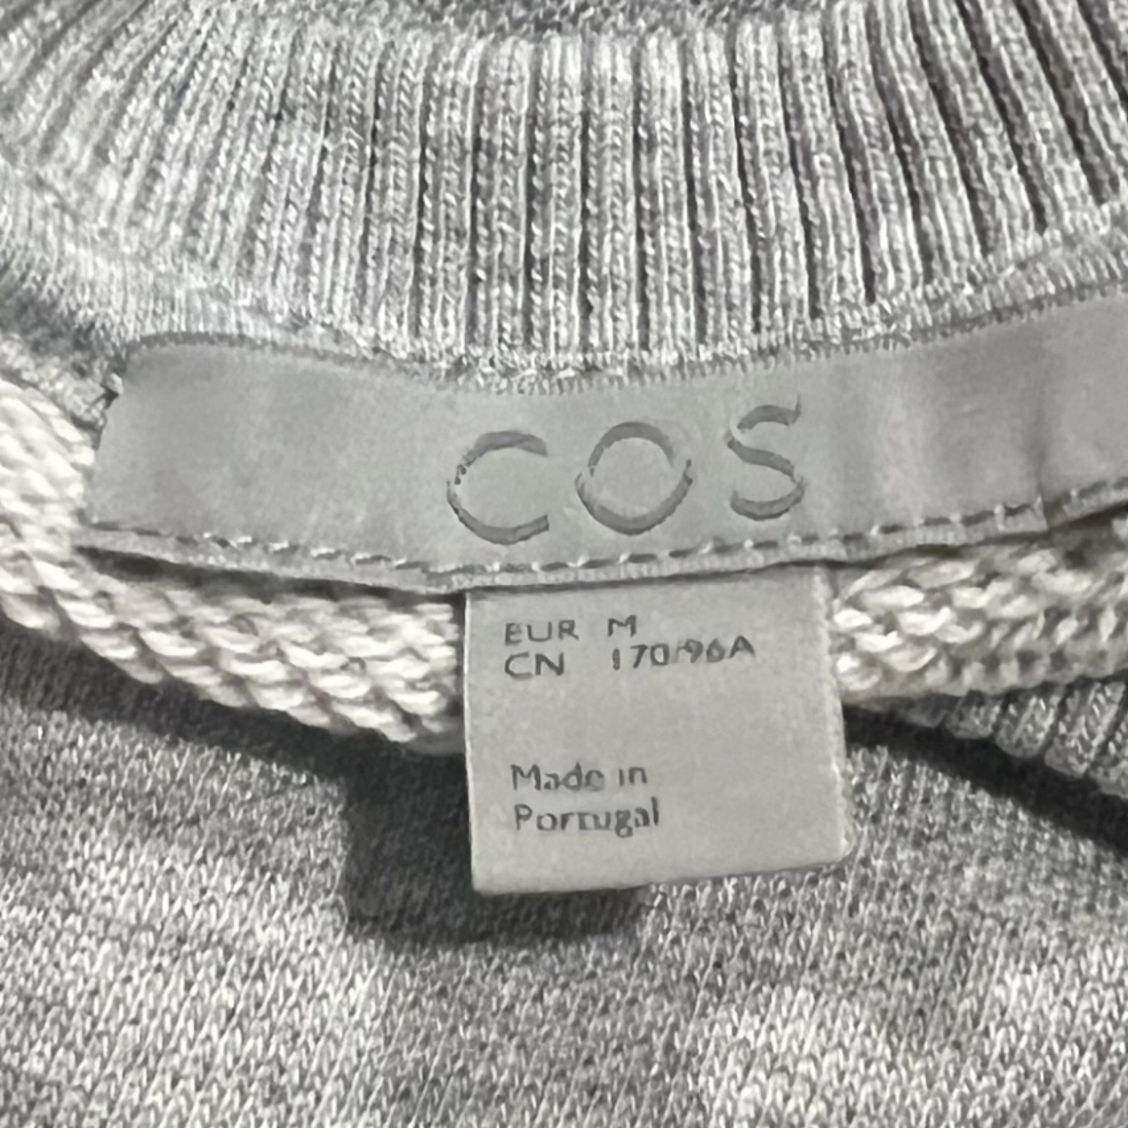 COS
EUR M
CN 170/96A
Made in
Portugal